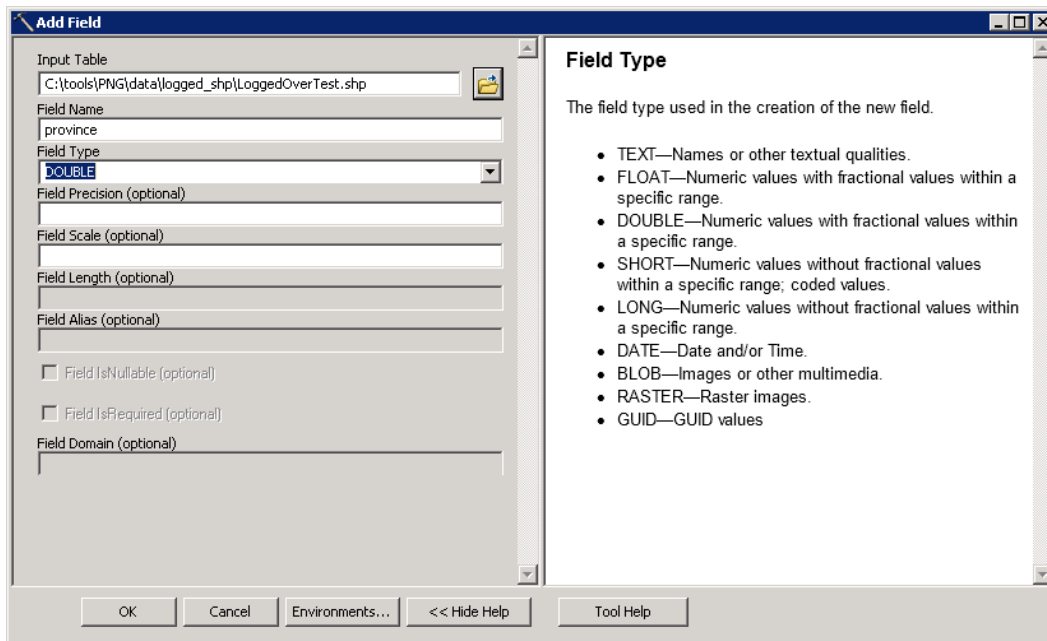 Add Field
Input Table
C:\tools\PNG\data\logged_shp\LoggedOverTest.shp
Field Name
province
Field Type
DOUBLE
Field Precision (optional)
Field Scale (optional)
Field Length (optional)
Field Alias (optional)
Field IsNullable (optional)
Field IsRequired (optional)
Field Domain (optional)
Field Type
The field type used in the creation of the new field.
• TEXT—Names or other textual qualities.
• FLOAT—Numeric values with fractional values within a
specific range.
• DOUBLE—Numeric values with fractional values within
a specific range.
• SHORT—Numeric values without fractional values
within a specific range; coded values.
• LONG—Numeric values without fractional values within
a specific range.
• DATE—Date and/or Time.
• BLOB—Images or other multimedia.
• RASTER—Raster images.
• GUID—GUID values
OK
Cancel
Environments...
<< Hide Help
Tool Help